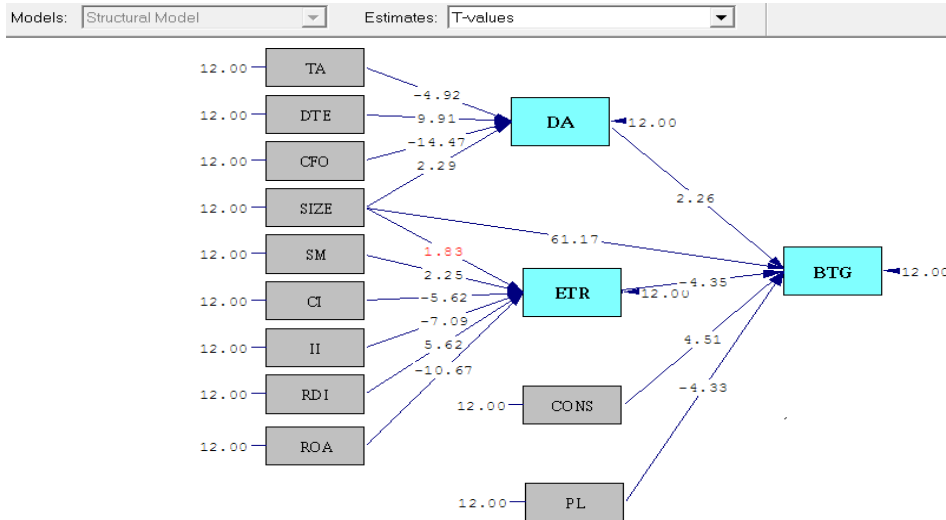 Models: Structural Model Estimates: T-values
12.00 TA
-4.92
12.00 DTE 9.91 DA 12.00
-14.47
12.00 CFO
2.29
2.26
12.00 SIZE
61.17
1.83
12.00 SM
2.25
BTG 12.00
-4.35
12.00 CI -5.62 ETR 12.00
-7.09
12.00 II
5.62
4.51
-10.67
12.00 RDI
-4.33
12.00 CONS
12.00 ROA
12.00 PL